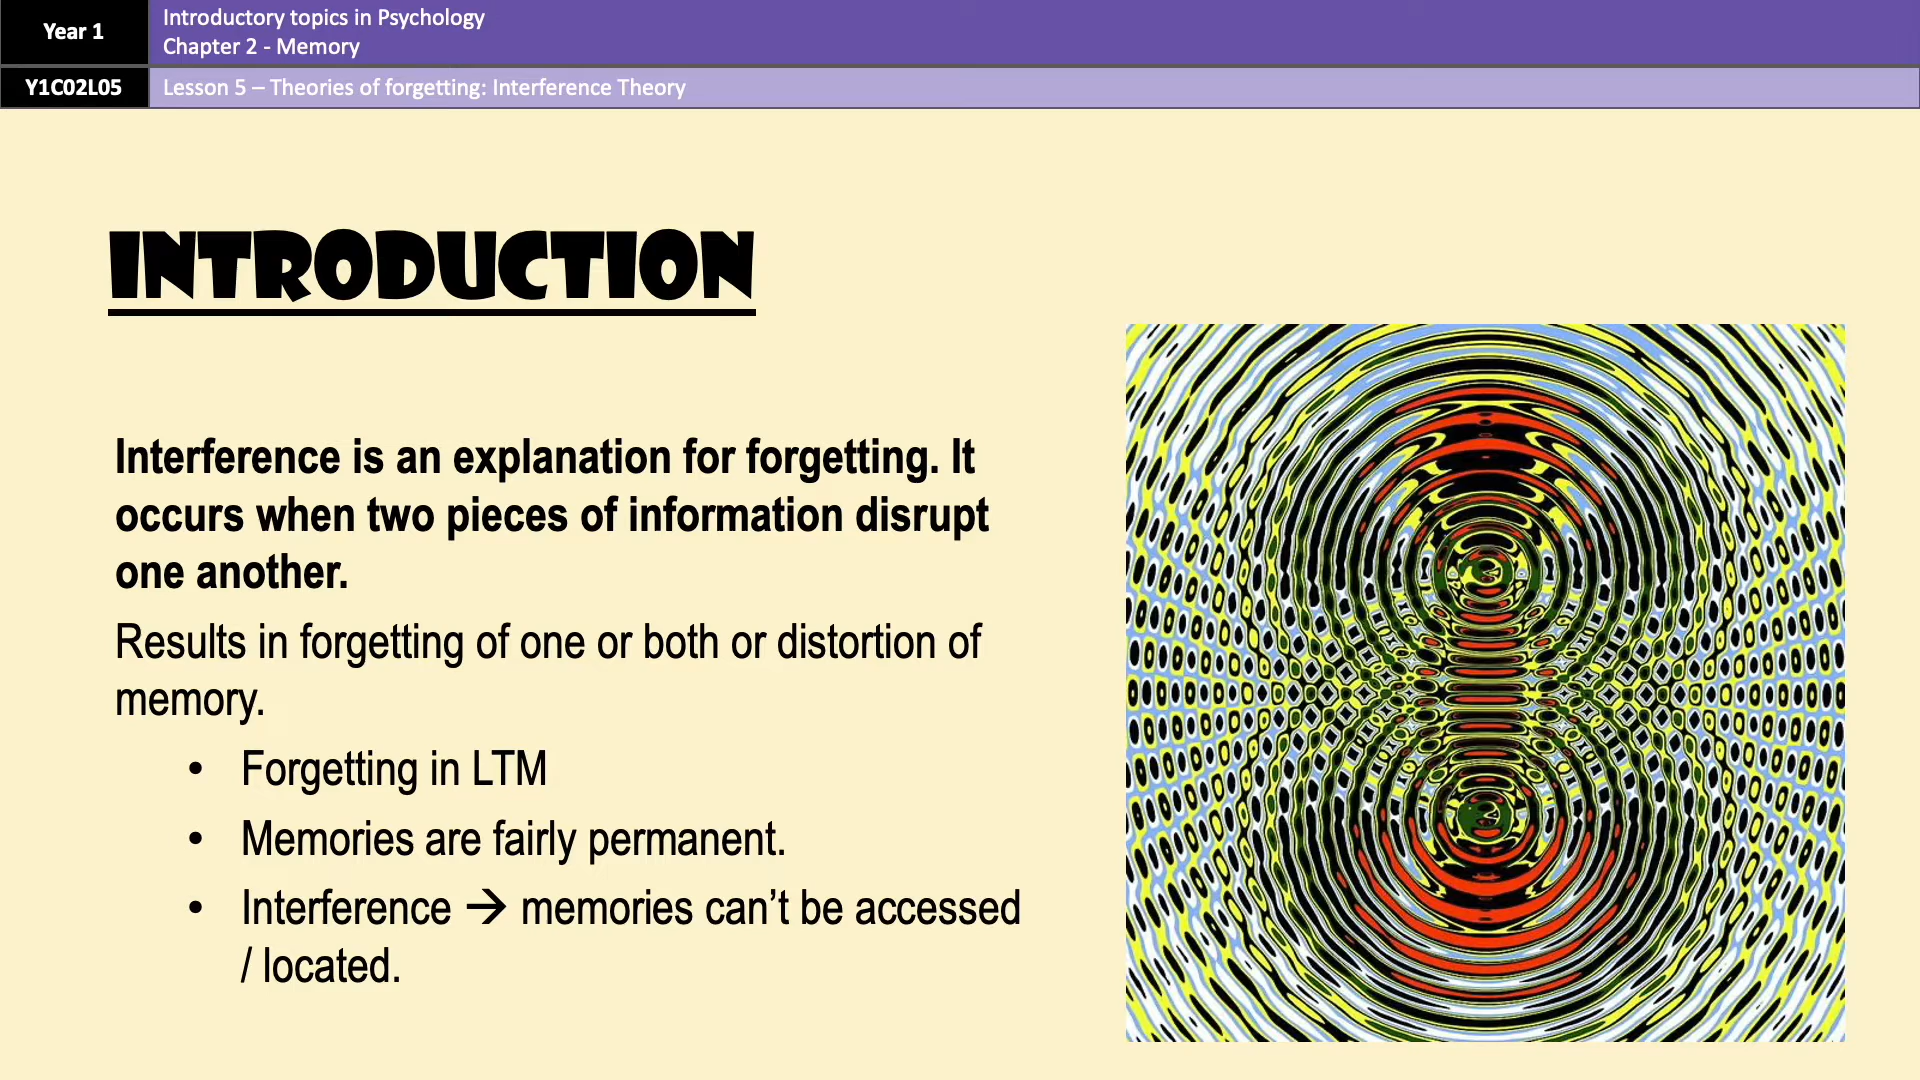 Year 1
Introductory topics in Psychology
Chapter 2 - Memory
Y1C02L05
Lesson 5 – Theories of forgetting: Interference Theory
INTRODUCTION
Interference is an explanation for forgetting. It
occurs when two pieces of information disrupt
one another.
Results in forgetting of one or both or distortion of
memory.
• Forgetting in LTM
• Memories are fairly permanent.
• Interference → memories can’t be accessed
/ located.